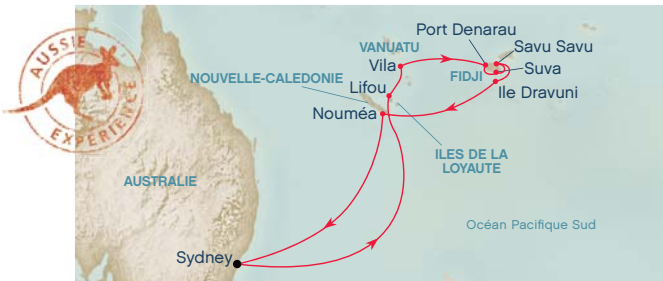 AUSSIE
EXPERIENCE
Port Denarau
Savu Savu
VANUATU
Vila
FIDJI
Suva
NOUVELLE-CALEDONIE
Lifou
Ile Dravuni
Nouméa
ILES DE LA
LOYAUTE
AUSTRALIE
Océan Pacifique Sud
Sydney